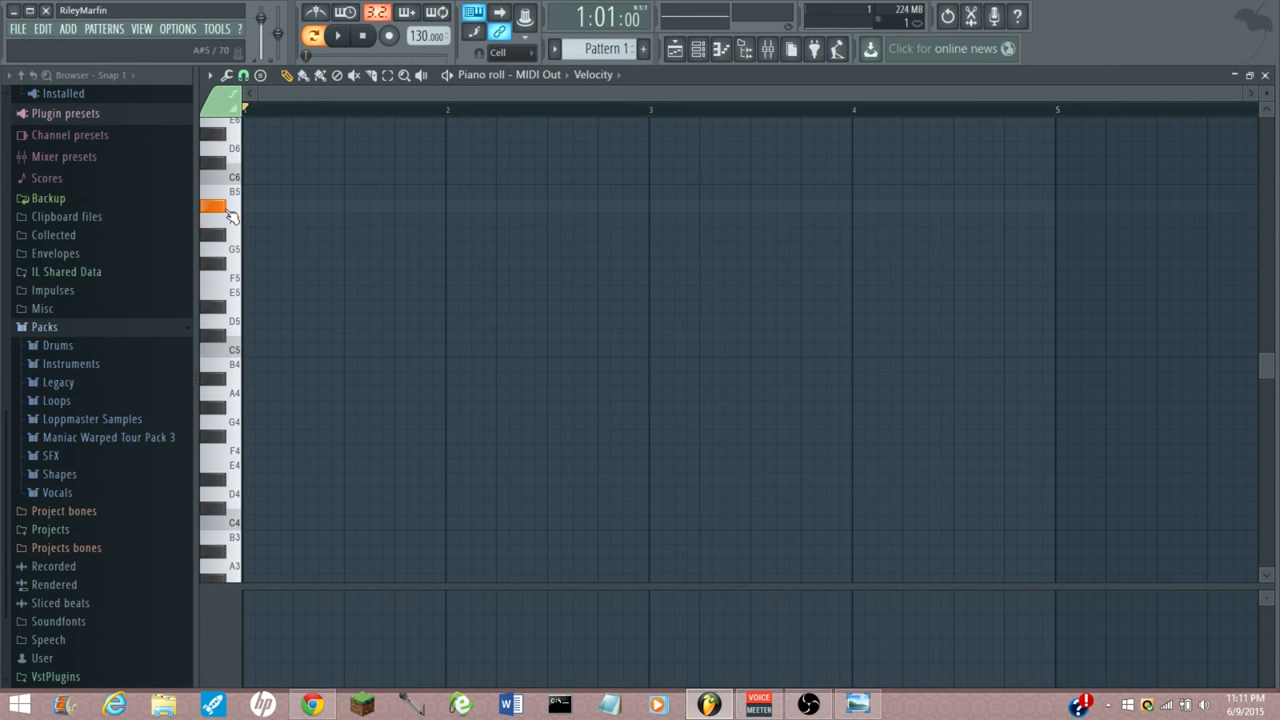 RileyMarfin
FILE EDIT ADD PATTERNS VIEW OPTIONS TOOLS ?
A#5 / 70
3.2.
130.000
1:01:00
B:S:T
Cell
Pattern 1
1
224 MB
1
Click for online news
Browser - Snap 1
Piano roll - MIDI Out
Velocity
Installed
Plugin presets
Channel presets
Mixer presets
Scores
Backup
Clipboard files
Collected
Envelopes
IL Shared Data
Impulses
Misc
Packs
Drums
Instruments
Legacy
Loops
Loppmaster Samples
Maniac Warped Tour Pack 3
SFX
Shapes
Vocals
Project bones
Projects
Projects bones
Recorded
Rendered
Sliced beats
Soundfonts
Speech
User
VstPlugins
2 3 4 5
E6
D6
C6
B5
G5
F5
E5
D5
C5
B4
A4
G4
F4
E4
D4
C4
B3
A3
VOICE
MEETER
11:11 PM
6/9/2015